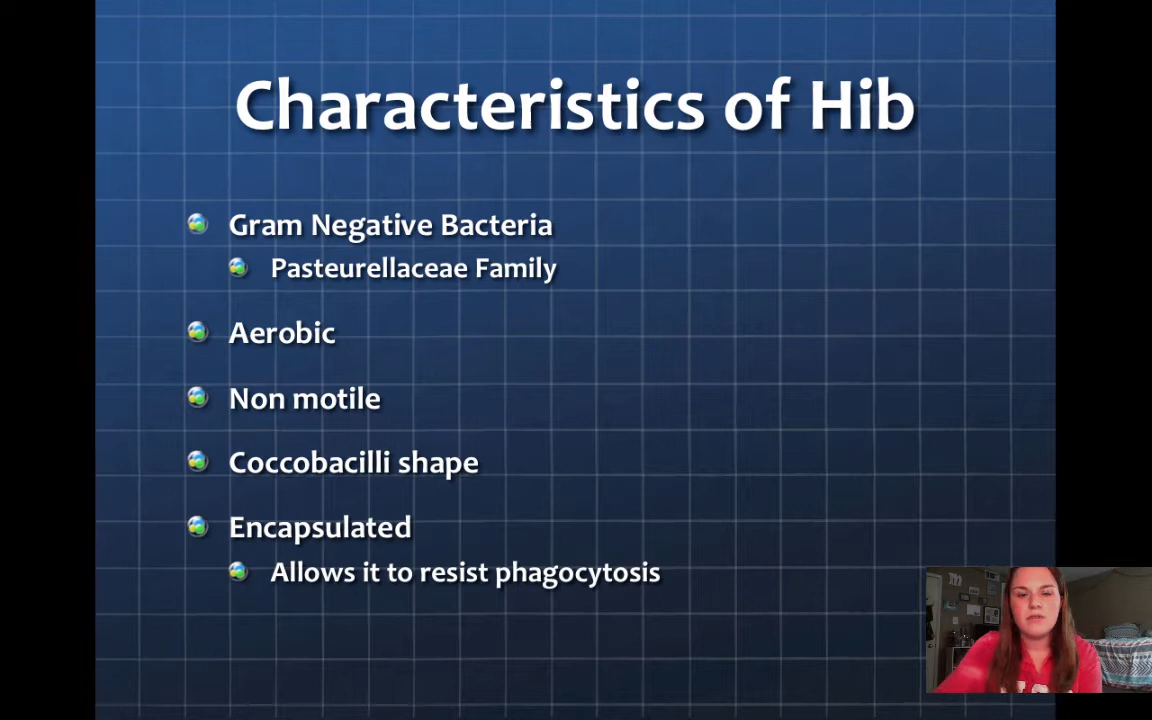 Characteristics of Hib
Gram Negative Bacteria
Pasteurellaceae Family
Aerobic
Non motile
Coccobacilli shape
Encapsulated
Allows it to resist phagocytosis